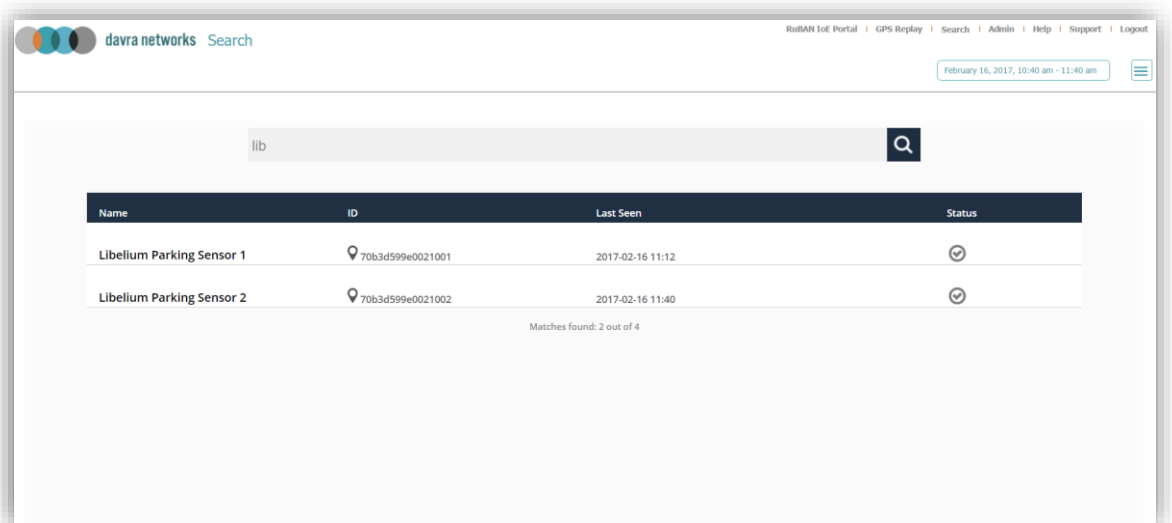 davra networks Search
RuBAN IoE Portal | GPS Replay | Search | Admin | Help | Support | Logout
February 16, 2017, 10:40 am - 11:40 am
lib
Name ID Last Seen Status
Libelium Parking Sensor 1 70b3d599e0021001 2017-02-16 11:12
Libelium Parking Sensor 2 70b3d599e0021002 2017-02-16 11:40
Matches found: 2 out of 4